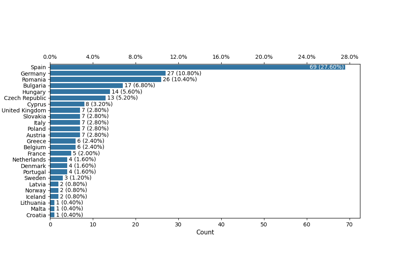 0.0% 4.0% 8.0% 12.0% 16.0% 20.0% 24.0% 28.0%
Spain 69 (27.60%)
Germany 27 (10.80%)
Romania 26 (10.40%)
Bulgaria 17 (6.80%)
Hungary 14 (5.60%)
Czech Republic 13 (5.20%)
Cyprus 8 (3.20%)
United Kingdom 7 (2.80%)
Slovakia 7 (2.80%)
Italy 7 (2.80%)
Poland 7 (2.80%)
Austria 7 (2.80%)
Greece 6 (2.40%)
Belgium 6 (2.40%)
France 5 (2.00%)
Netherlands 4 (1.60%)
Denmark 4 (1.60%)
Portugal 4 (1.60%)
Sweden 3 (1.20%)
Latvia 2 (0.80%)
Norway 2 (0.80%)
Iceland 2 (0.80%)
Lithuania 1 (0.40%)
Malta 1 (0.40%)
Croatia 1 (0.40%)
0 10 20 30 40 50 60 70
Count